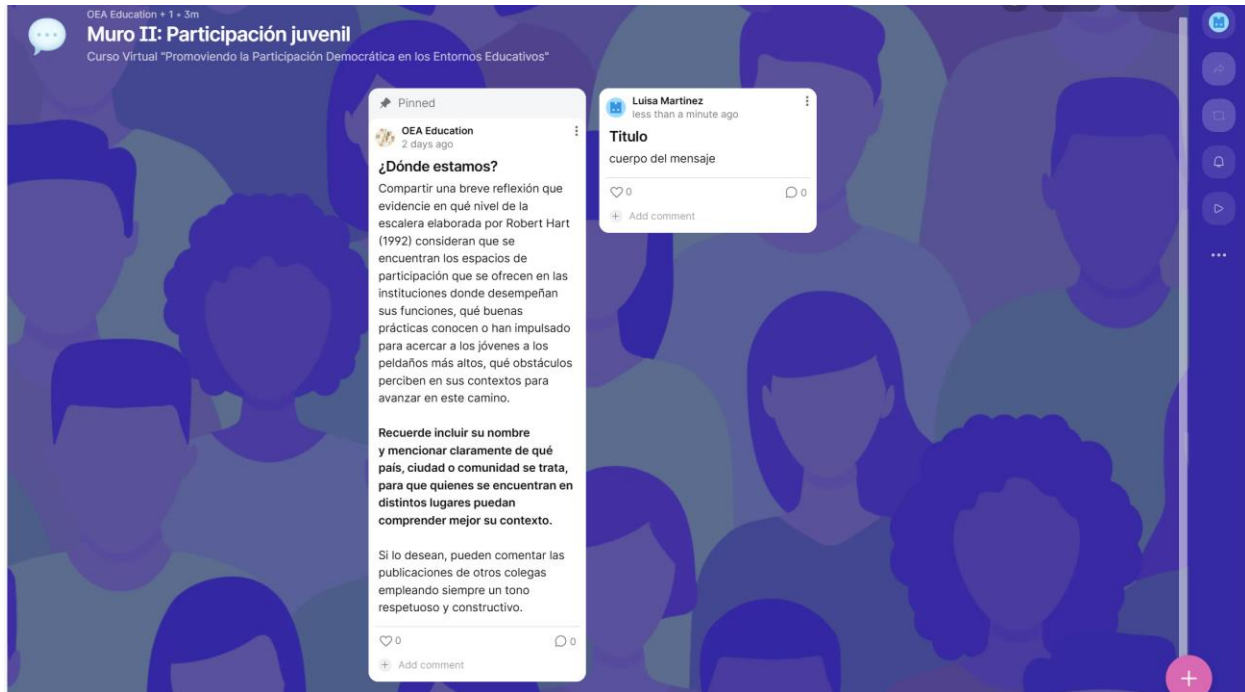 OEA Education + 1 • 3m
Muro II: Participación juvenil
Curso Virtual "Promoviendo la Participación Democrática en los Entornos Educativos"
Pinned
OEA Education
2 days ago
¿Dónde estamos?
Compartir una breve reflexión que
evidencie en qué nivel de la
escalera elaborada por Robert Hart
(1992) consideran que se
encuentran los espacios de
participación que se ofrecen en las
instituciones donde desempeñan
sus funciones, qué buenas
prácticas conocen o han impulsado
para acercar a los jóvenes a los
peldaños más altos, qué obstáculos
perciben en sus contextos para
avanzar en este camino.
Recuerde incluir su nombre
y mencionar claramente de qué
país, ciudad o comunidad se trata,
para que quienes se encuentran en
distintos lugares puedan
comprender mejor su contexto.
Si lo desean, pueden comentar las
publicaciones de otros colegas
empleando siempre un tono
respetuoso y constructivo.
0 0
Add comment
Luisa Martinez
less than a minute ago
Titulo
cuerpo del mensaje
0 0
Add comment